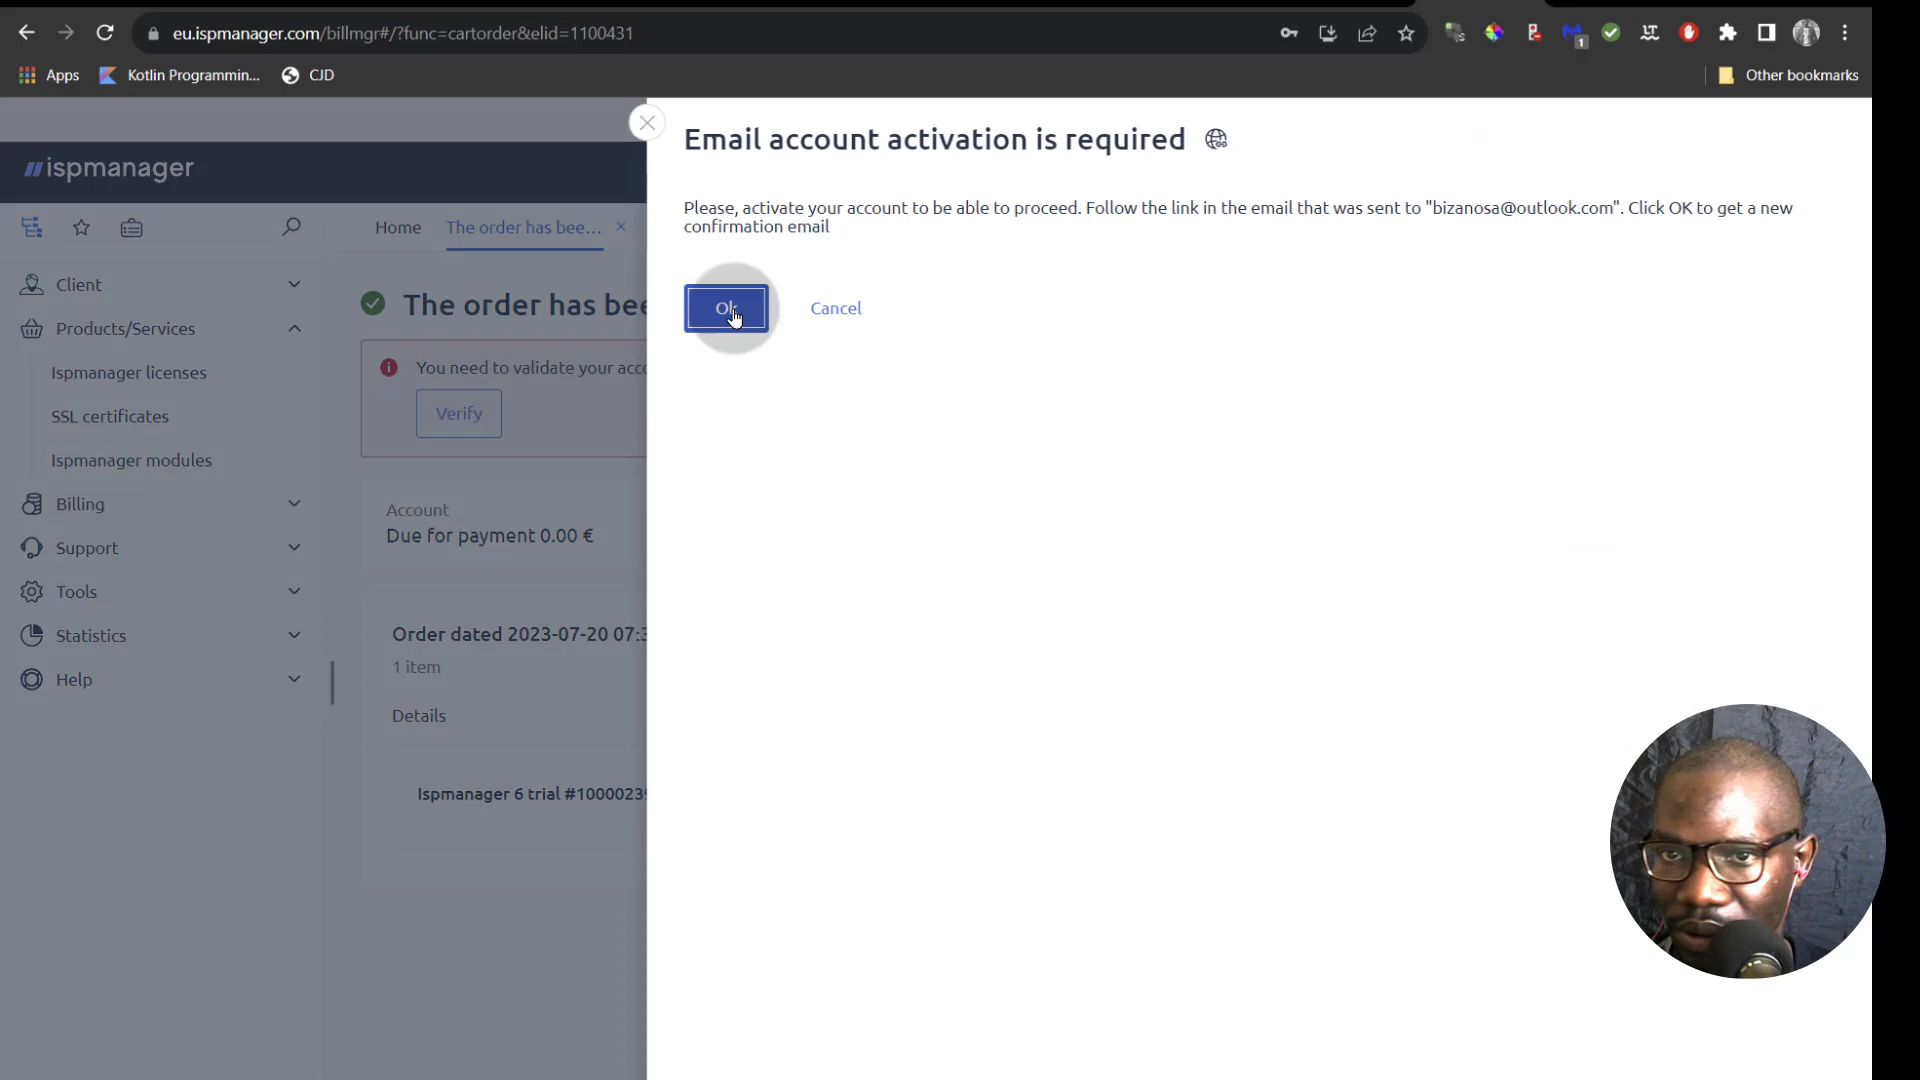 eu.ispmanager.com/billmgr#/?func=cartorder&elid=1100431
1
Apps
Kotlin Programmin...
CJD
Other bookmarks
ispmanager
Home
The order has bee...
Client
Products/Services
Ispmanager licenses
SSL certificates
Ispmanager modules
Billing
Support
Tools
Statistics
Help
The order has bee
You need to validate your acc
Verify
Account
Due for payment 0.00 €
Order dated 2023-07-20 07:3
1 item
Details
Ispmanager 6 trial #1000023
Email account activation is required
Please, activate your account to be able to proceed. Follow the link in the email that was sent to "bizanosa@outlook.com". Click OK to get a new
confirmation email
Ok
Cancel